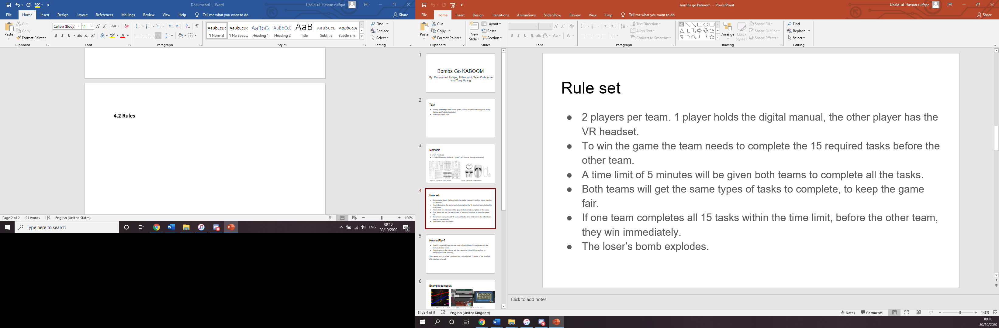 Document6 - Word
Ubaid-ul-Hassan zulfqar
File Home Insert Design Layout References Mailings Review View Help Tell me what you want to do Share
Cut
Copy
Format Painter
Paste
Clipboard
Calibri (Body) 11
Font
Paragraph
AaBbCcDc AaBbCcDc AaBbCc AaBbCcD AaB AaBbCcD AaBbCcDc
¶ Normal ¶ No Spac... Heading 1 Heading 2 Title Subtitle Subtle Em...
Styles
Find
Replace
Select
Editing
4.2 Rules
Page 2 of 2 94 words English (United States) 100%
Type here to search
ENG
09:10
30/10/2020
2
bombs go kaboom - PowerPoint
Ubaid-ul-Hassan zulfqar
File Home Insert Design Transitions Animations Slide Show Review View Help Tell me what you want to do Share
Cut
Copy
Format Painter
Paste
Clipboard
New Slide
Layout
Reset
Section
Slides
Font
Text Direction
Align Text
Convert to SmartArt
Paragraph
Arrange
Quick Styles
Shape Fill
Shape Outline
Shape Effects
Drawing
Find
Replace
Select
Editing
1
Bombs Go KABOOM
By: Muhammed Zulfqar, Ali Noorani, Sean Colbourne
and Tony Hoang
2
Task
Making a strategic skill based game, heavily inspired from the game 'Keep
Talking and Nobody Explodes'
Work to a clients brief
3
Materials
2 VR Headsets
2 Digital Manuals, shown in Figure 1 (accessible through a website)
4
Rule set
2 players per team. 1 player holds the digital manual, the other player has the
VR headset.
To win the game the team needs to complete the 15 required tasks before the
other team.
A time limit of 5 minutes will be given both teams to complete all the tasks.
Both teams will get the same types of tasks to complete, to keep the game
fair.
If one team completes all 15 tasks within the time limit, before the other team,
they win immediately.
The loser's bomb explodes.
5
How to Play?
The VR player will describe the task in front of them to the player with the
manual, in their team.
The player with the manual will then describe to the VR player how to
complete the task correctly.
This carries on until either, one team has completed all 15 tasks, or the time limit
of 5 minutes, runs out.
6
Example gameplay
Rule set
● 2 players per team. 1 player holds the digital manual, the other player has the
VR headset.
● To win the game the team needs to complete the 15 required tasks before the
other team.
● A time limit of 5 minutes will be given both teams to complete all the tasks.
● Both teams will get the same types of tasks to complete, to keep the game
fair.
● If one team completes all 15 tasks within the time limit, before the other team,
they win immediately.
● The loser's bomb explodes.
Click to add notes
Slide 4 of 9 English (United Kingdom) Notes Comments 143%
09:10
30/10/2020